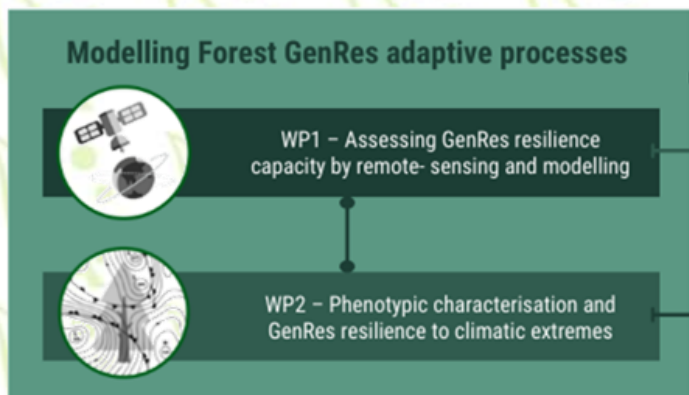 Modelling Forest GenRes adaptive processes
WP1 – Assessing GenRes resilience
capacity by remote- sensing and modelling
WP2 – Phenotypic characterisation and
GenRes resilience to climatic extremes